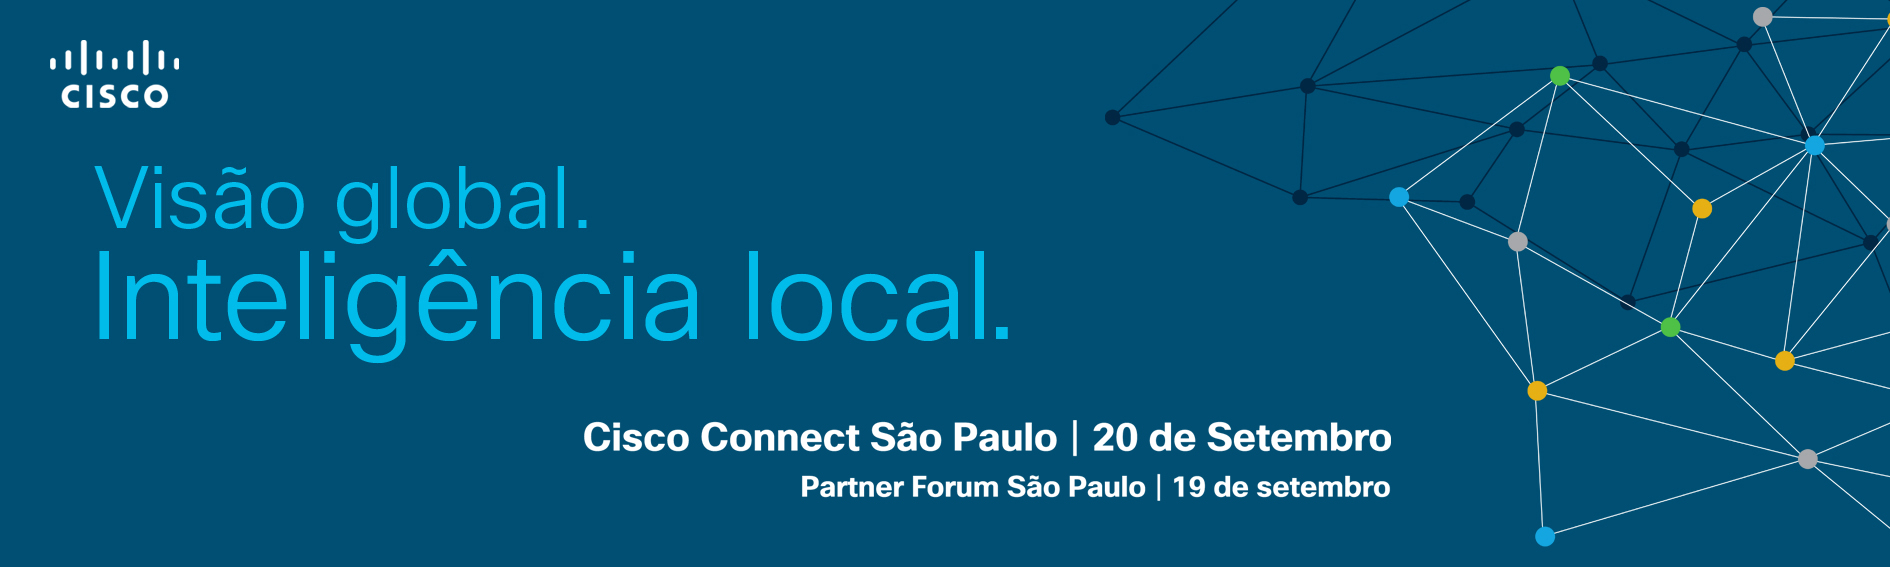 CISCO
Visão global.
Inteligência local.
Cisco Connect São Paulo | 20 de Setembro
Partner Forum São Paulo | 19 de setembro